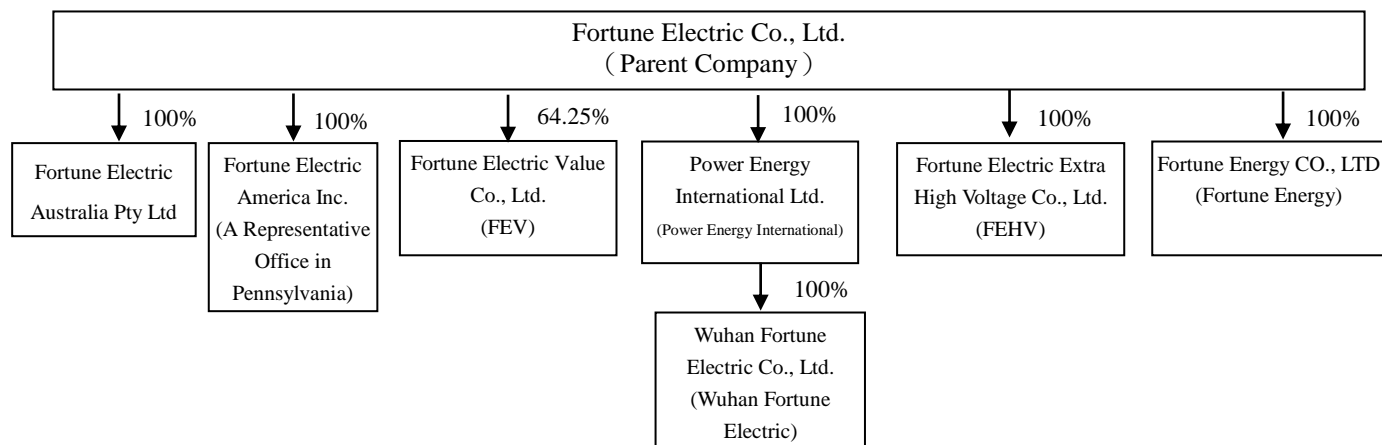 Fortune Electric Co., Ltd.
（Parent Company）
100%
100%
64.25%
100%
100%
100%
Fortune Electric
Australia Pty Ltd
Fortune Electric
America Inc.
(A Representative
Office in
Pennsylvania)
Fortune Electric Value
Co., Ltd.
(FEV)
Power Energy
International Ltd.
(Power Energy International)
Fortune Electric Extra
High Voltage Co., Ltd.
(FEHV)
Fortune Energy CO., LTD
(Fortune Energy)
100%
Wuhan Fortune
Electric Co., Ltd.
(Wuhan Fortune
Electric)